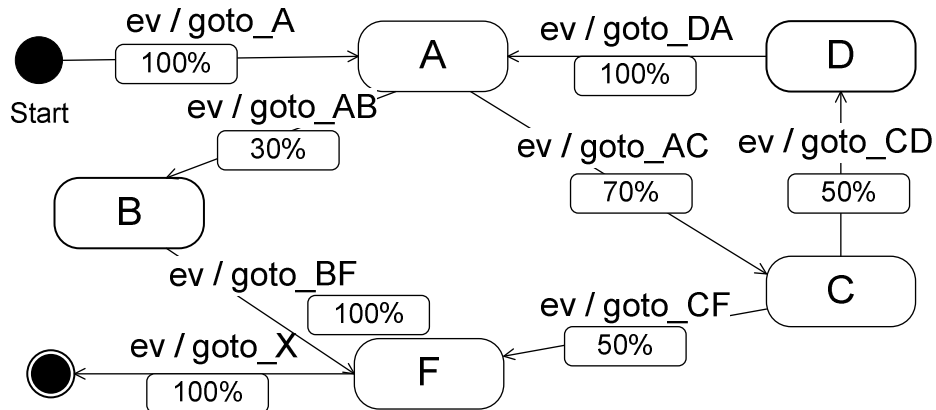 ev / goto_A
100%
Start
A
ev / goto_DA
100%
D
ev / goto_AB
30%
ev / goto_AC
70%
ev / goto_CD
50%
B
C
ev / goto_BF
100%
ev / goto_CF
50%
ev / goto_X
100%
F